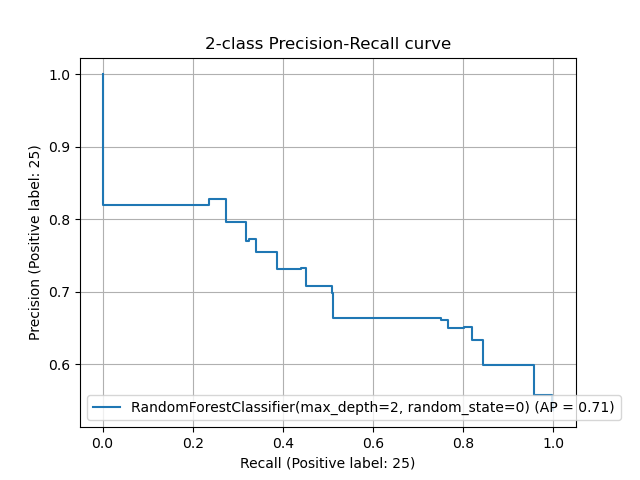 2-class Precision-Recall curve
Precision (Positive label: 25)
1.0
0.9
0.8
0.7
0.6
RandomForestClassifier(max_depth=2, random_state=0) (AP = 0.71)
0.0 0.2 0.4 0.6 0.8 1.0
Recall (Positive label: 25)